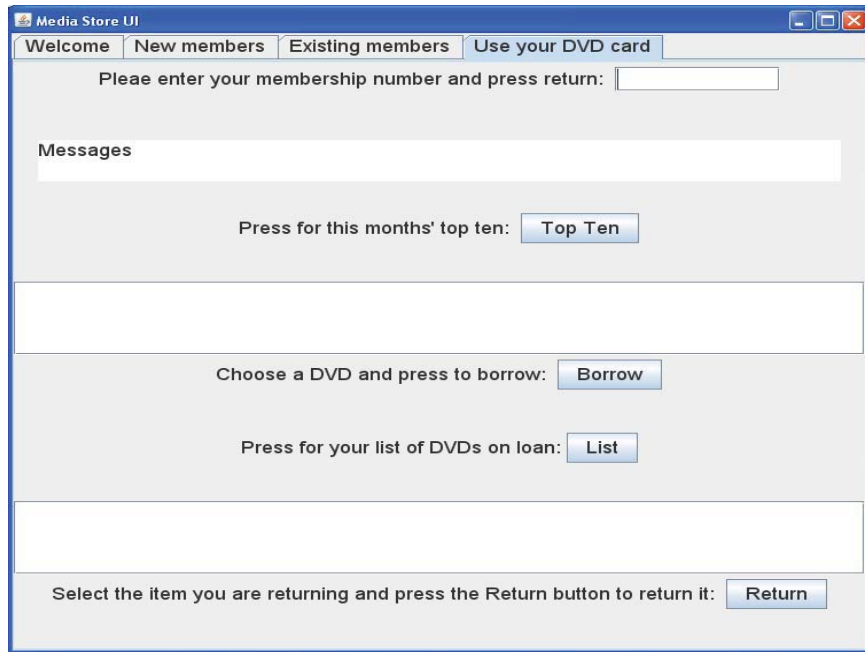 Media Store UI
Welcome New members Existing members Use your DVD card
Pleae enter your membership number and press return:
Messages
Press for this months' top ten: Top Ten
Choose a DVD and press to borrow: Borrow
Press for your list of DVDs on loan: List
Select the item you are returning and press the Return button to return it: Return